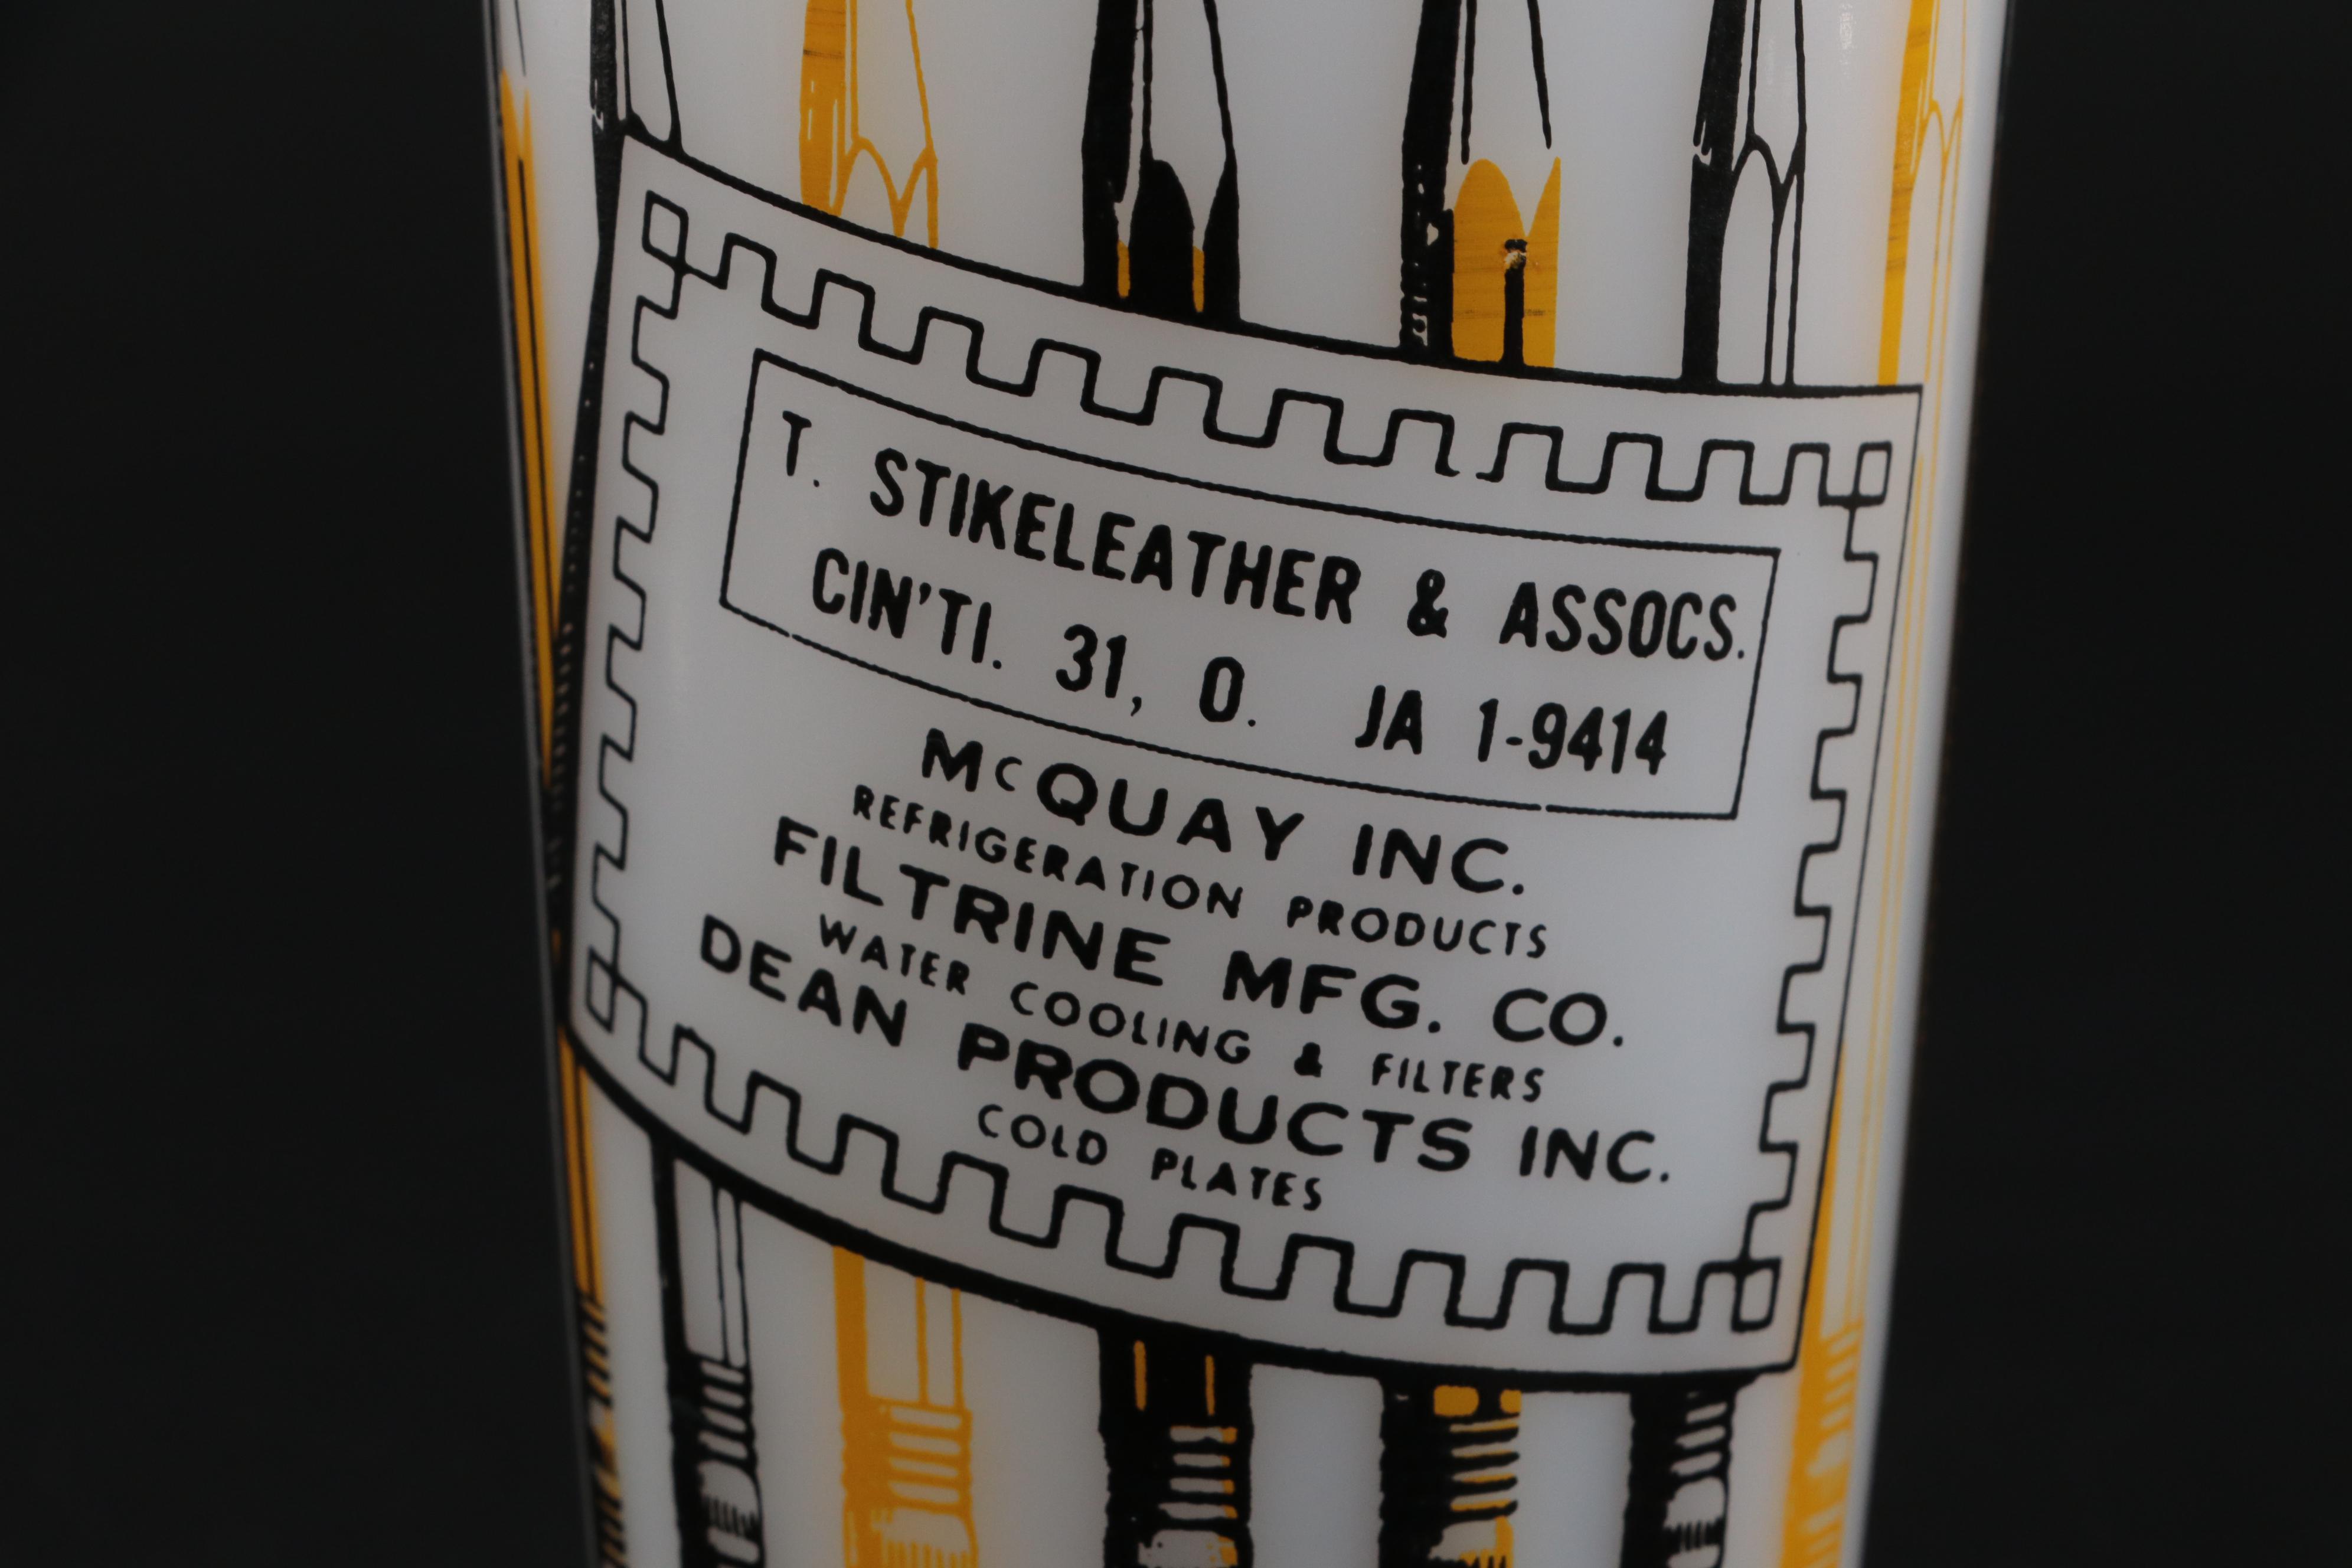 T. STIKELEATHER & ASSOCS.
CIN'TI. 31, O. JA 1-9414
McQUAY INC.
REFRIGERATION PRODUCTS
FILTRINE MFG. CO.
WATER COOLING & FILTERS
DEAN PRODUCTS INC.
COLD PLATES